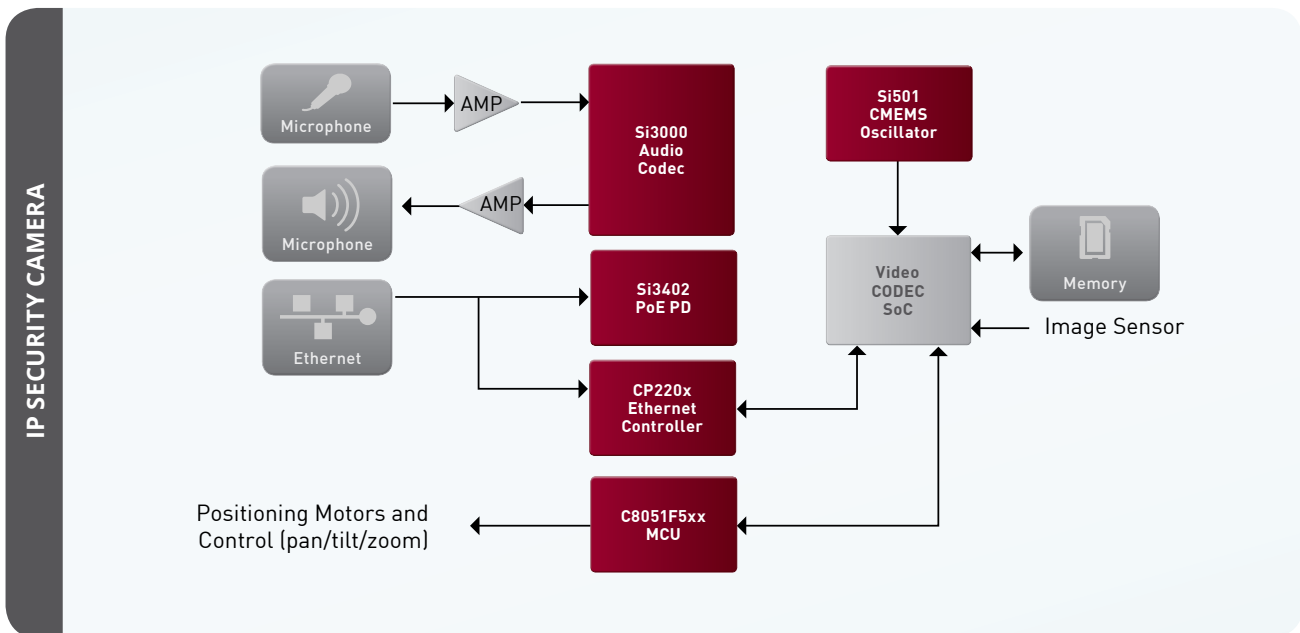 IP SECURITY CAMERA
Microphone
AMP
Si3000
Audio
Codec
Si501
CMEMS
Oscillator
Microphone
AMP
Video
CODEC
SoC
Memory
Image Sensor
Ethernet
Si3402
PoE PD
CP220x
Ethernet
Controller
Positioning Motors and
Control (pan/tilt/zoom)
C8051F5xx
MCU